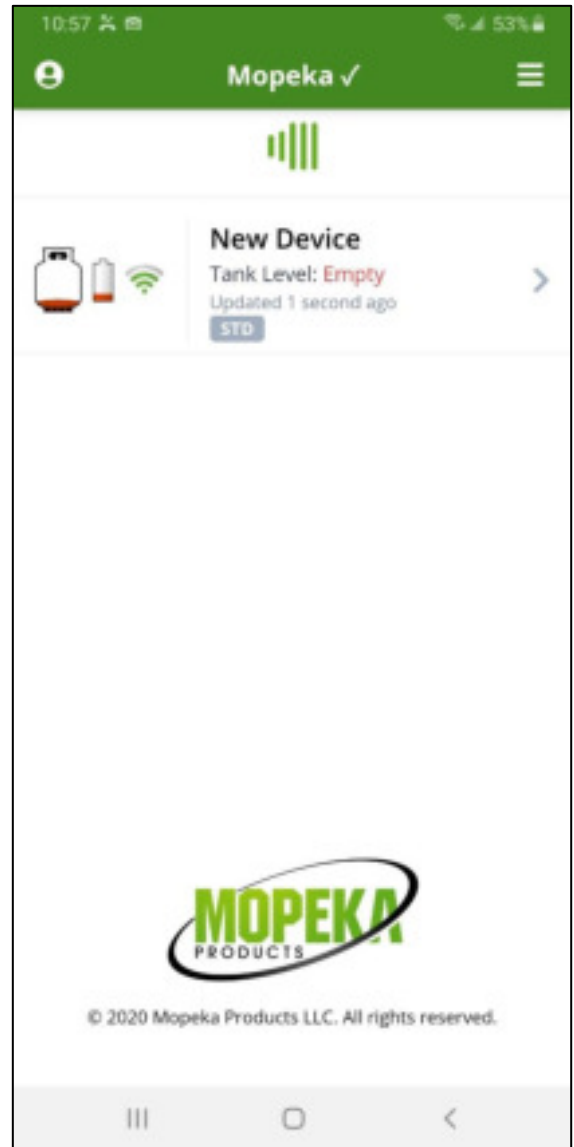 10:57
53%
Mopeka ✓
New Device
Tank Level: Empty
Updated 1 second ago
STD
MOPEKA
PRODUCTS
© 2020 Mopeka Products LLC. All rights reserved.